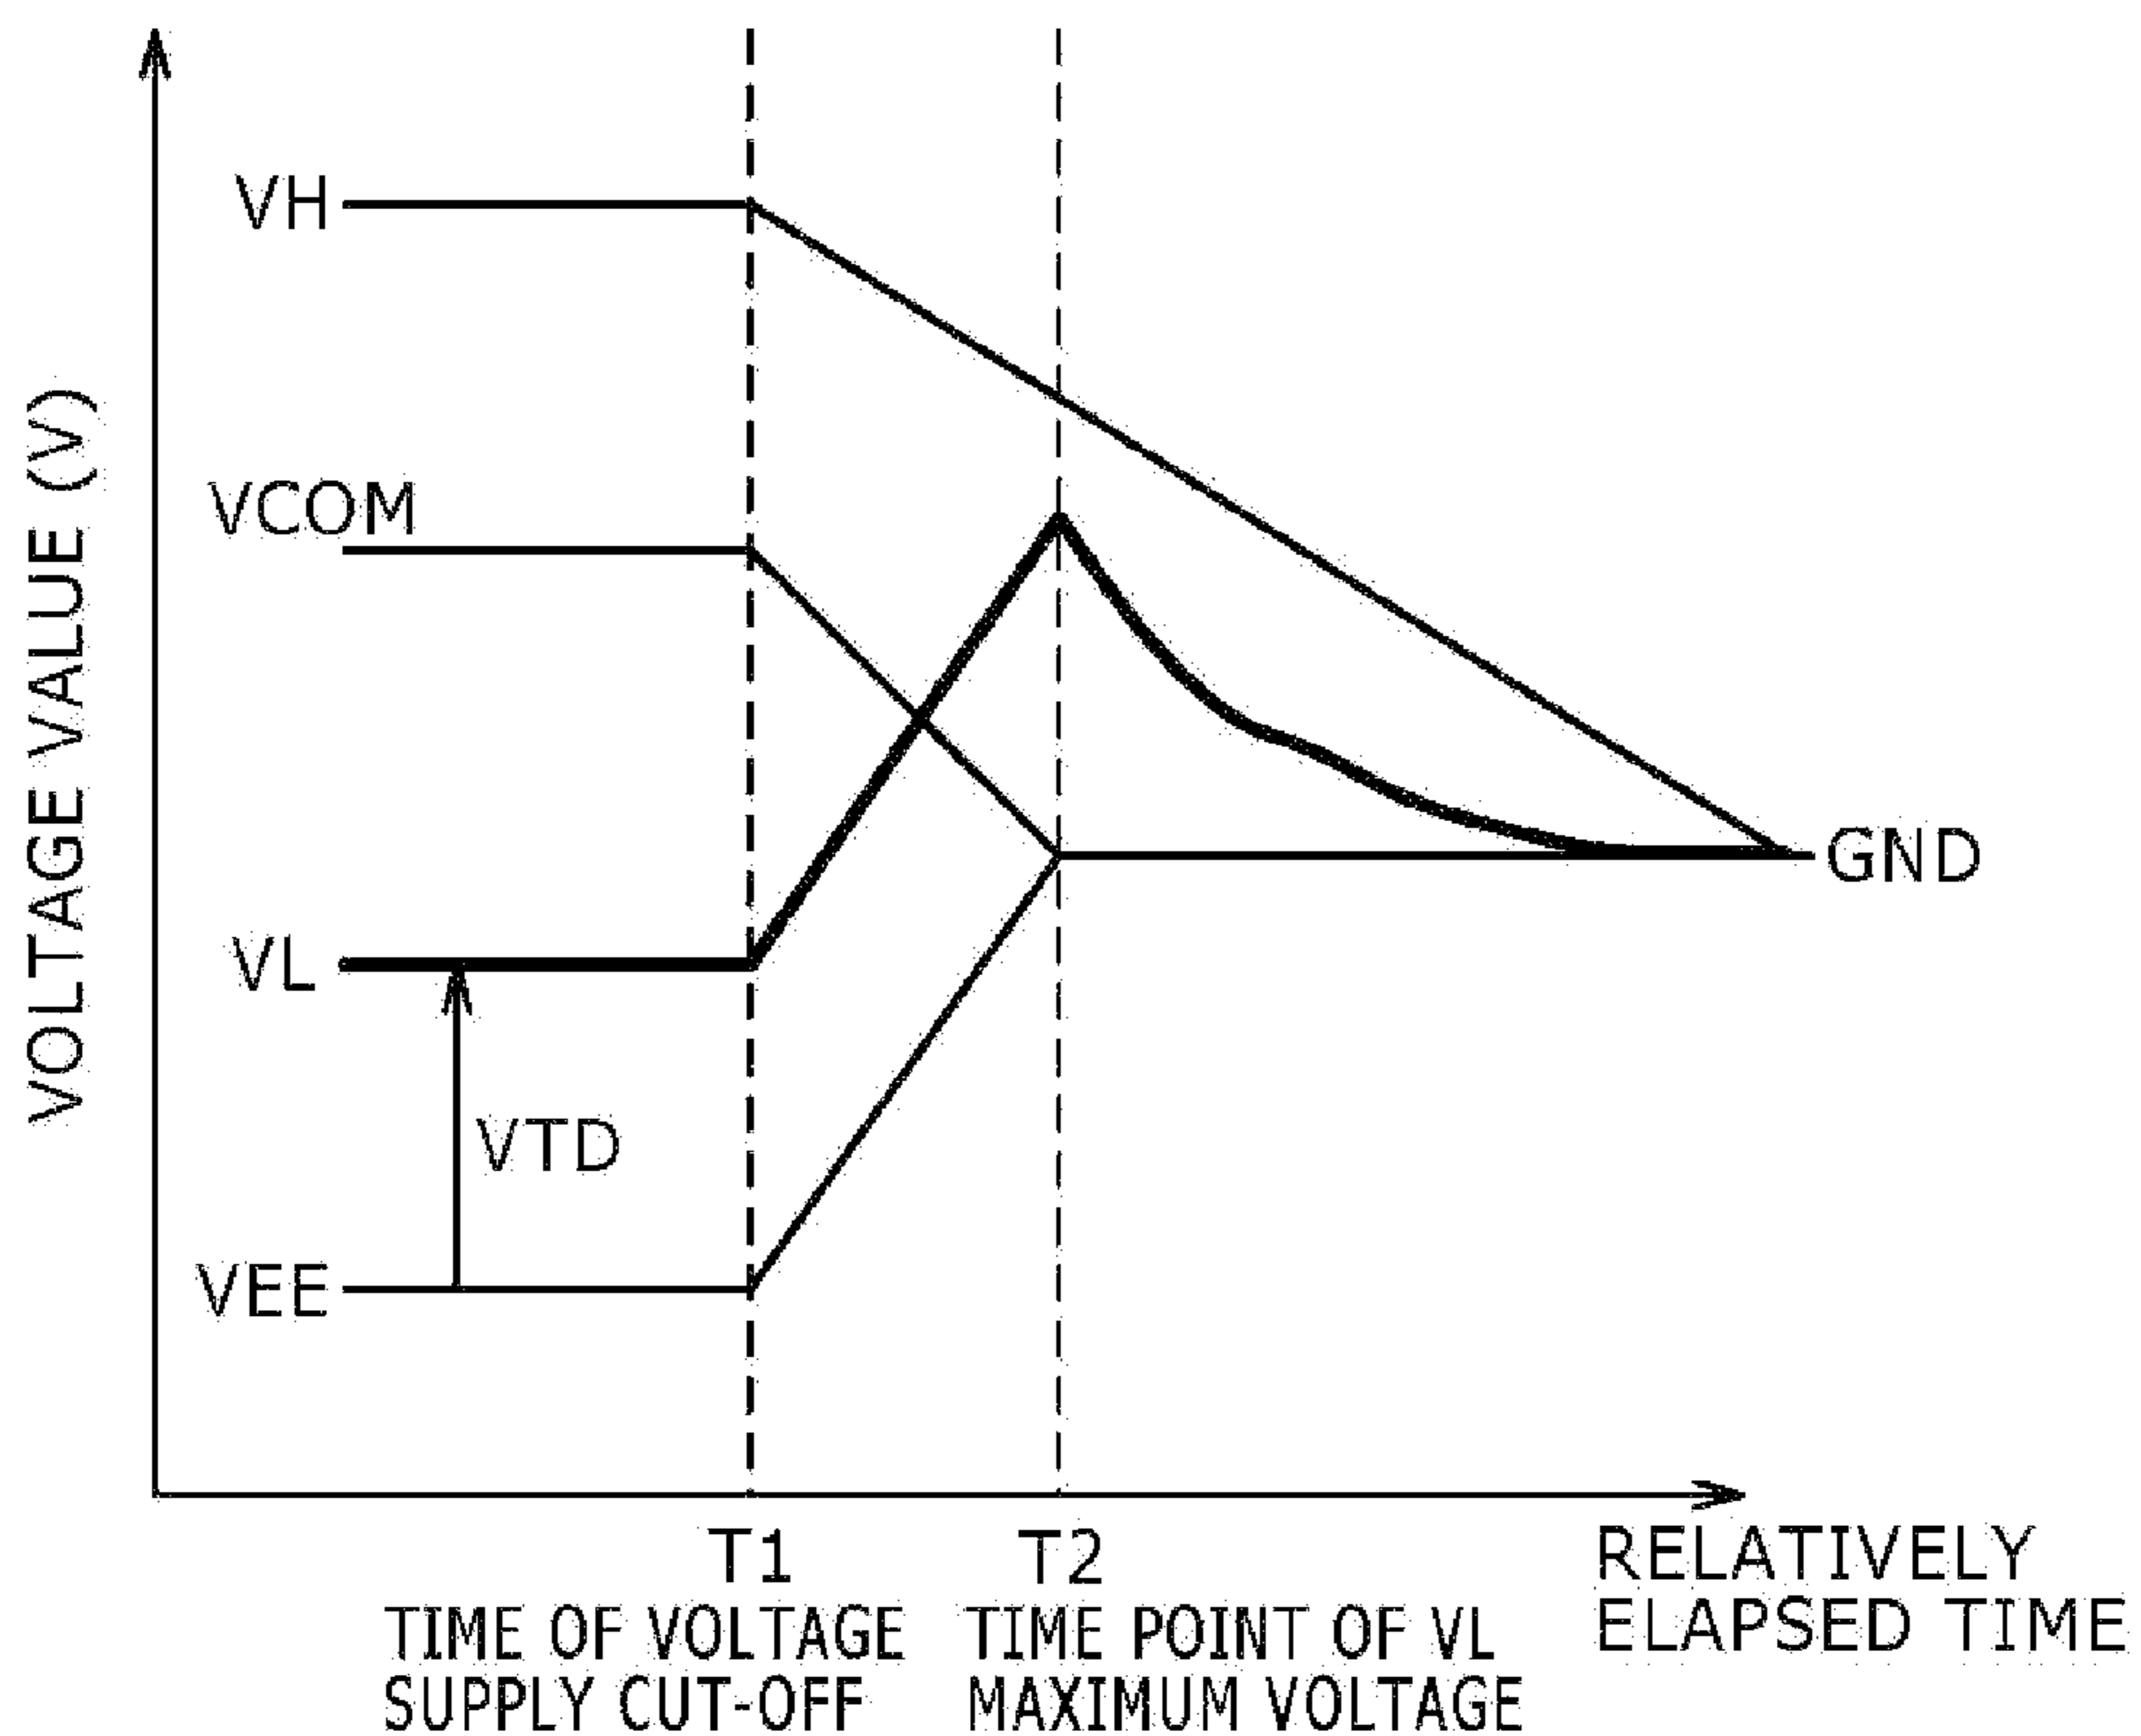 VOLTAGE VALUE (V)
VH
VCOM
VL
VTD
VEE
GND
T1
TIME OF VOLTAGE
SUPPLY CUT-OFF
T2
TIME POINT OF VL
MAXIMUM VOLTAGE
RELATIVELY
ELAPSED TIME